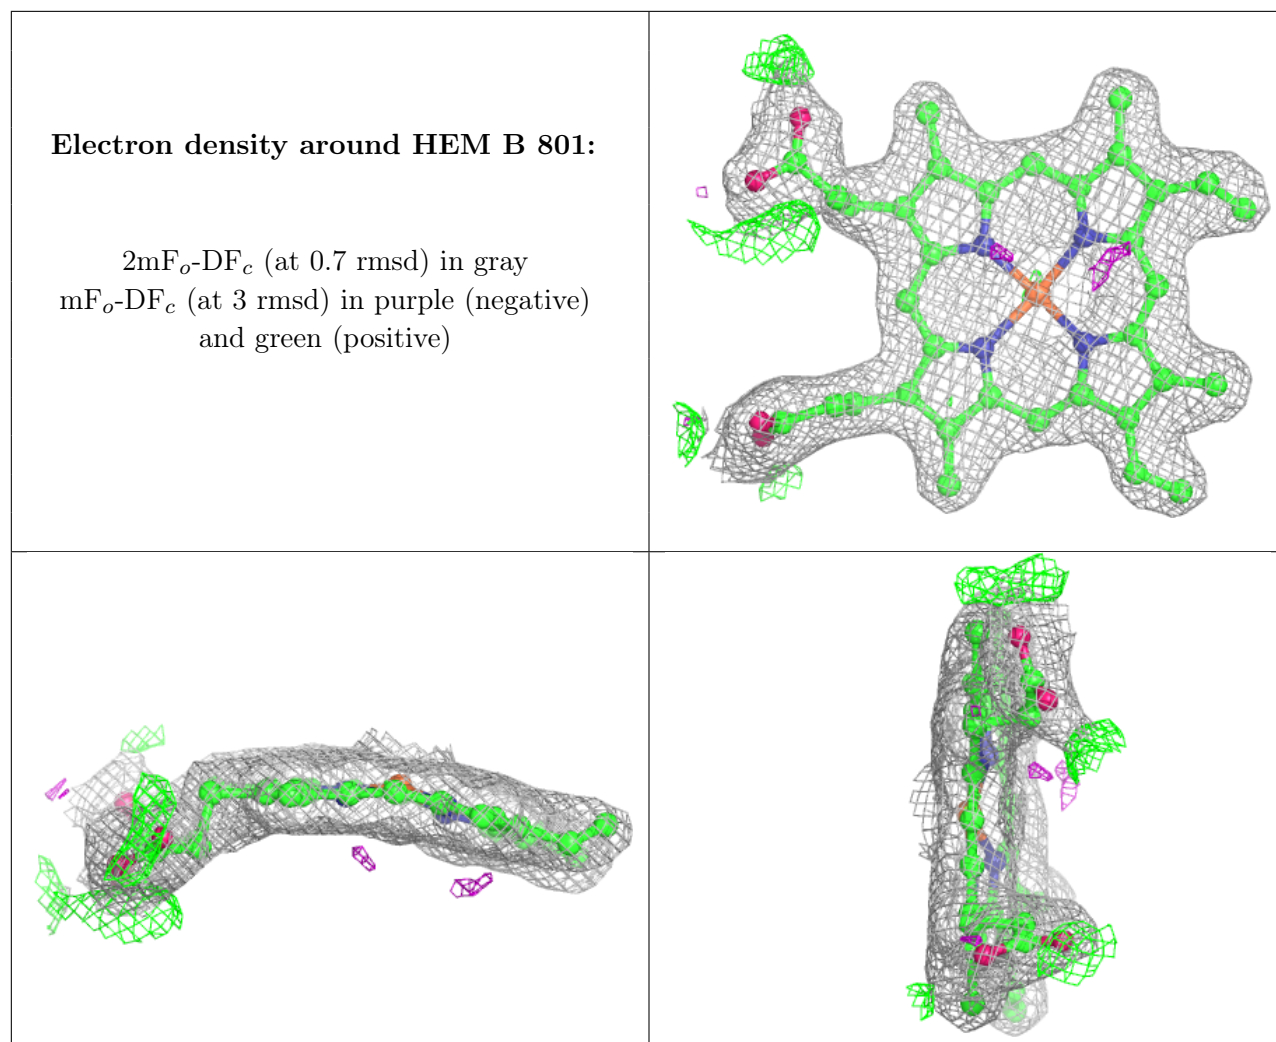 Electron density around HEM B 801:
2mFo-DFc (at 0.7 rmsd) in gray
mFo-DFc (at 3 rmsd) in purple (negative)
and green (positive)